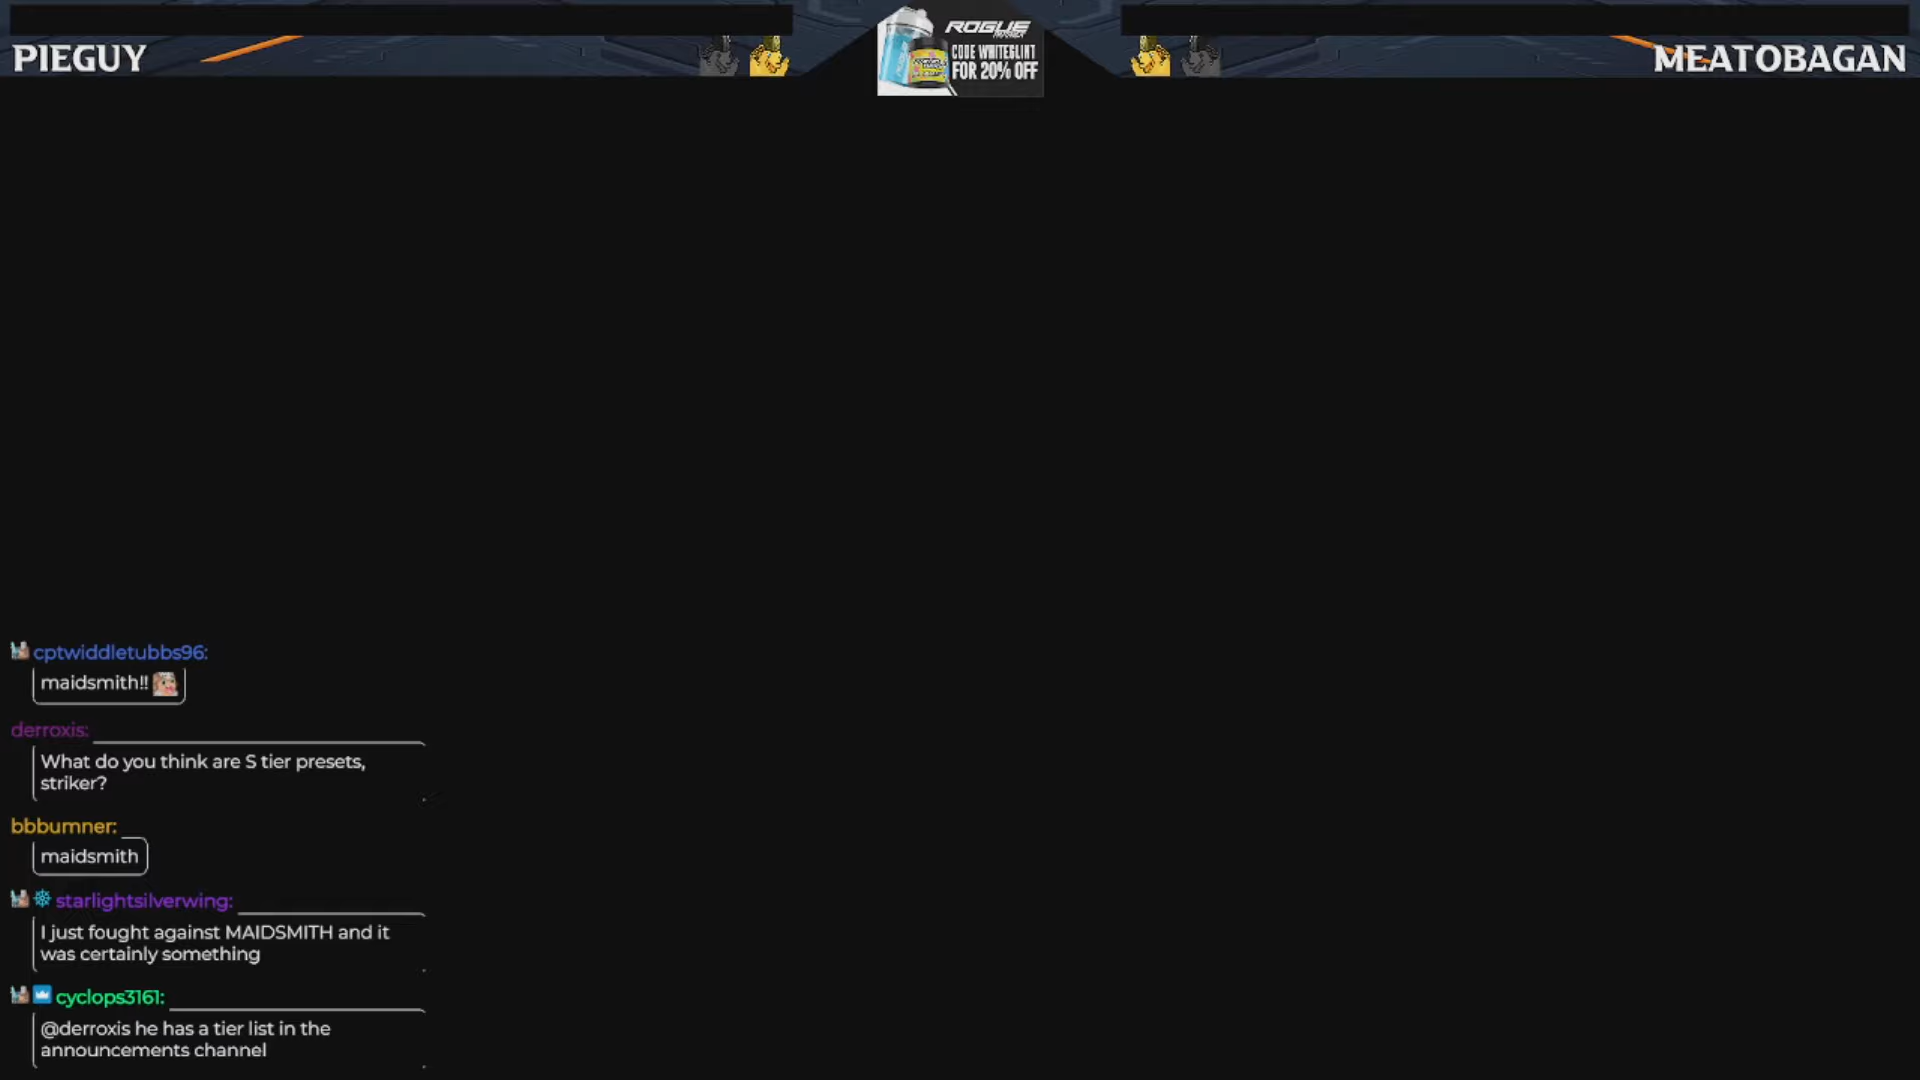 PIEGUY
ROGUE
CODE WHITEGLINT
FOR 20% OFF
MEATOBAGAN
cptwiddletubbs96:
maidsmith!!
derroxis:
What do you think are S tier presets,
striker?
bbbumner:
maidsmith
starlightsilverwing:
I just fought against MAIDSMITH and it
was certainly something
cyclops3161:
@derroxis he has a tier list in the
announcements channel